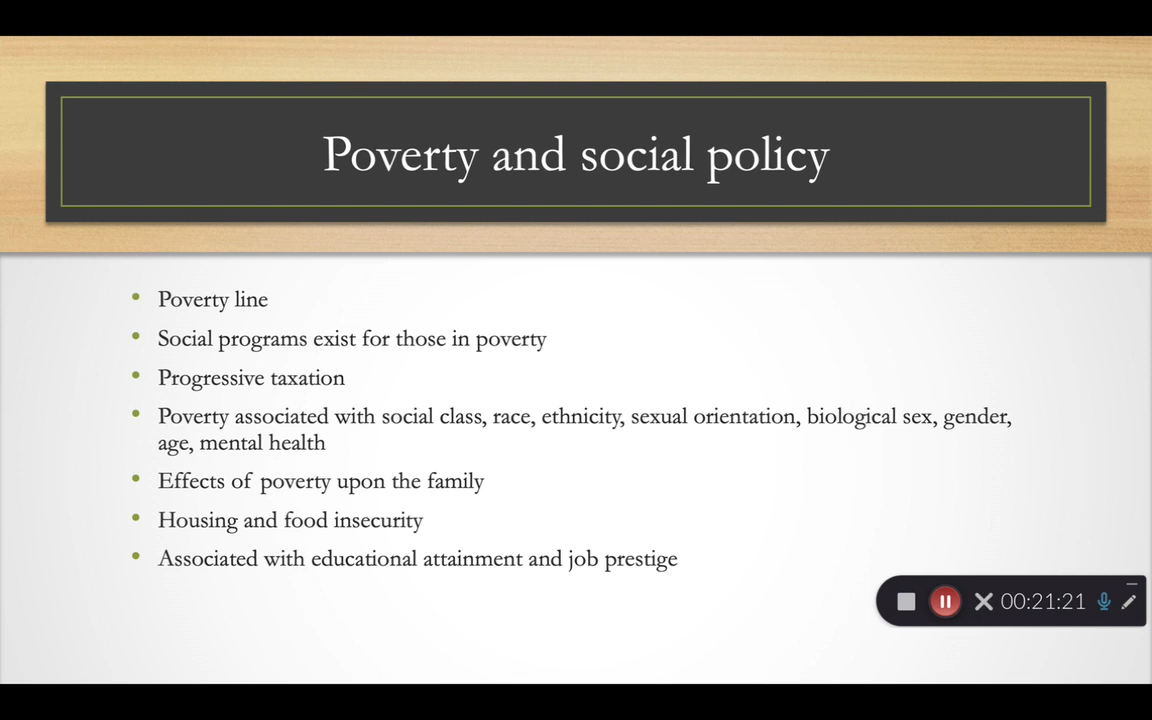 Poverty and social policy
• Poverty line
• Social programs exist for those in poverty
• Progressive taxation
• Poverty associated with social class, race, ethnicity, sexual orientation, biological sex, gender,
age, mental health
• Effects of poverty upon the family
• Housing and food insecurity
• Associated with educational attainment and job prestige
00:21:21